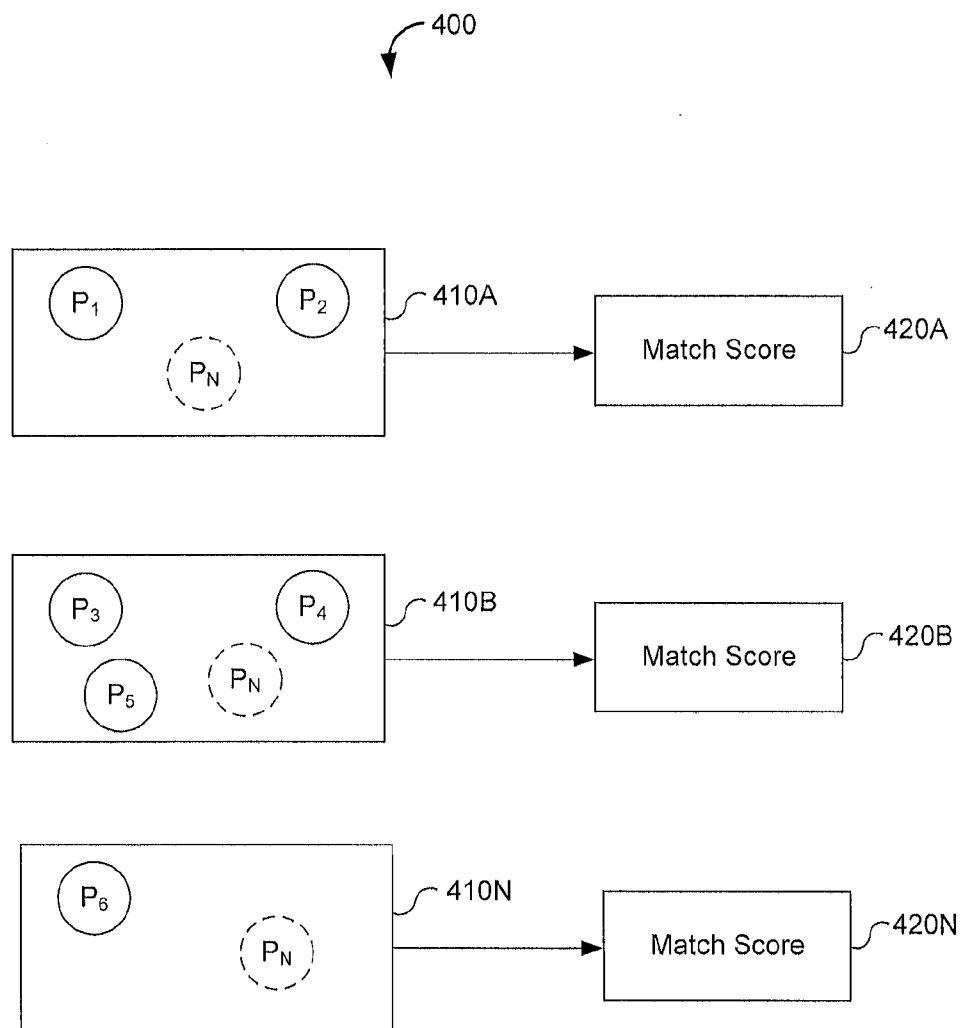 400
P₁
P₂
410A
Pₙ
Match Score
420A
P₃
P₄
410B
P₅
Pₙ
Match Score
420B
P₆
410N
Pₙ
Match Score
420N